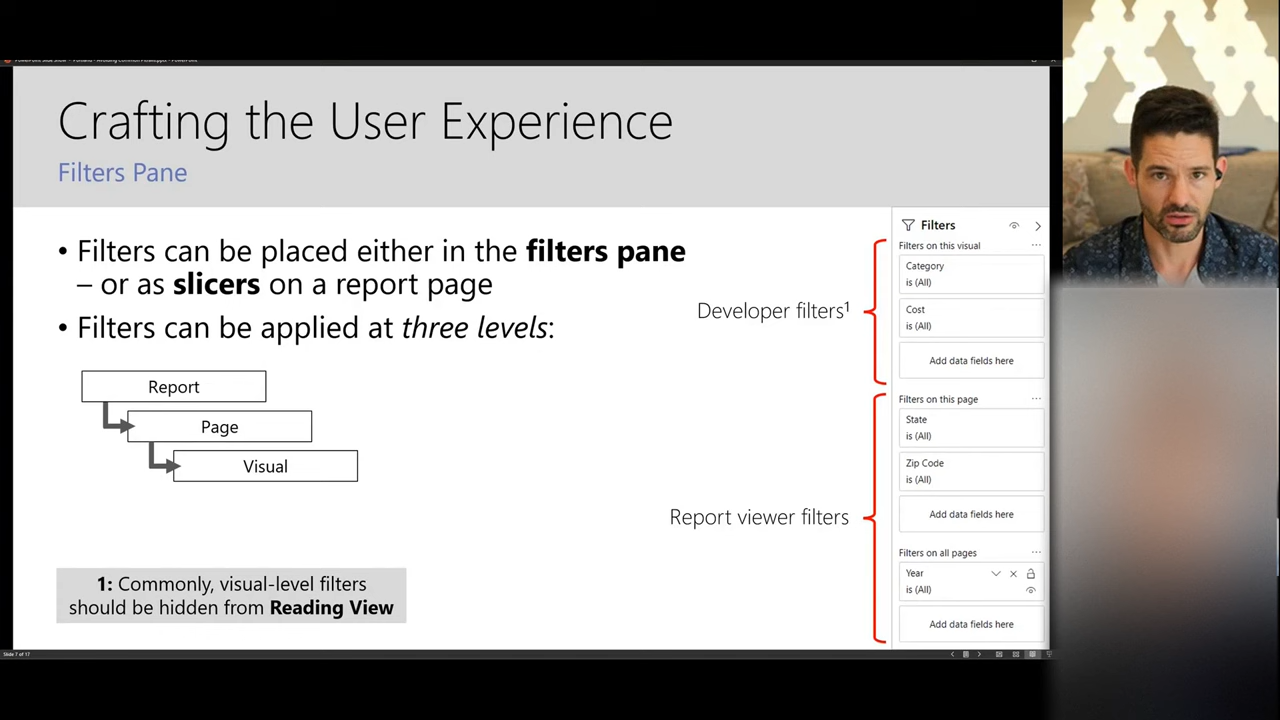 Crafting the User Experience
Filters Pane
• Filters can be placed either in the filters pane
– or as slicers on a report page
• Filters can be applied at three levels:
Report
Page
Visual
1: Commonly, visual-level filters
should be hidden from Reading View
Developer filters¹
Report viewer filters
Filters
Filters on this visual
Category
is (All)
Cost
is (All)
Add data fields here
Filters on this page
State
is (All)
Zip Code
is (All)
Add data fields here
Filters on all pages
Year
is (All)
Add data fields here
Slide 7 of 17